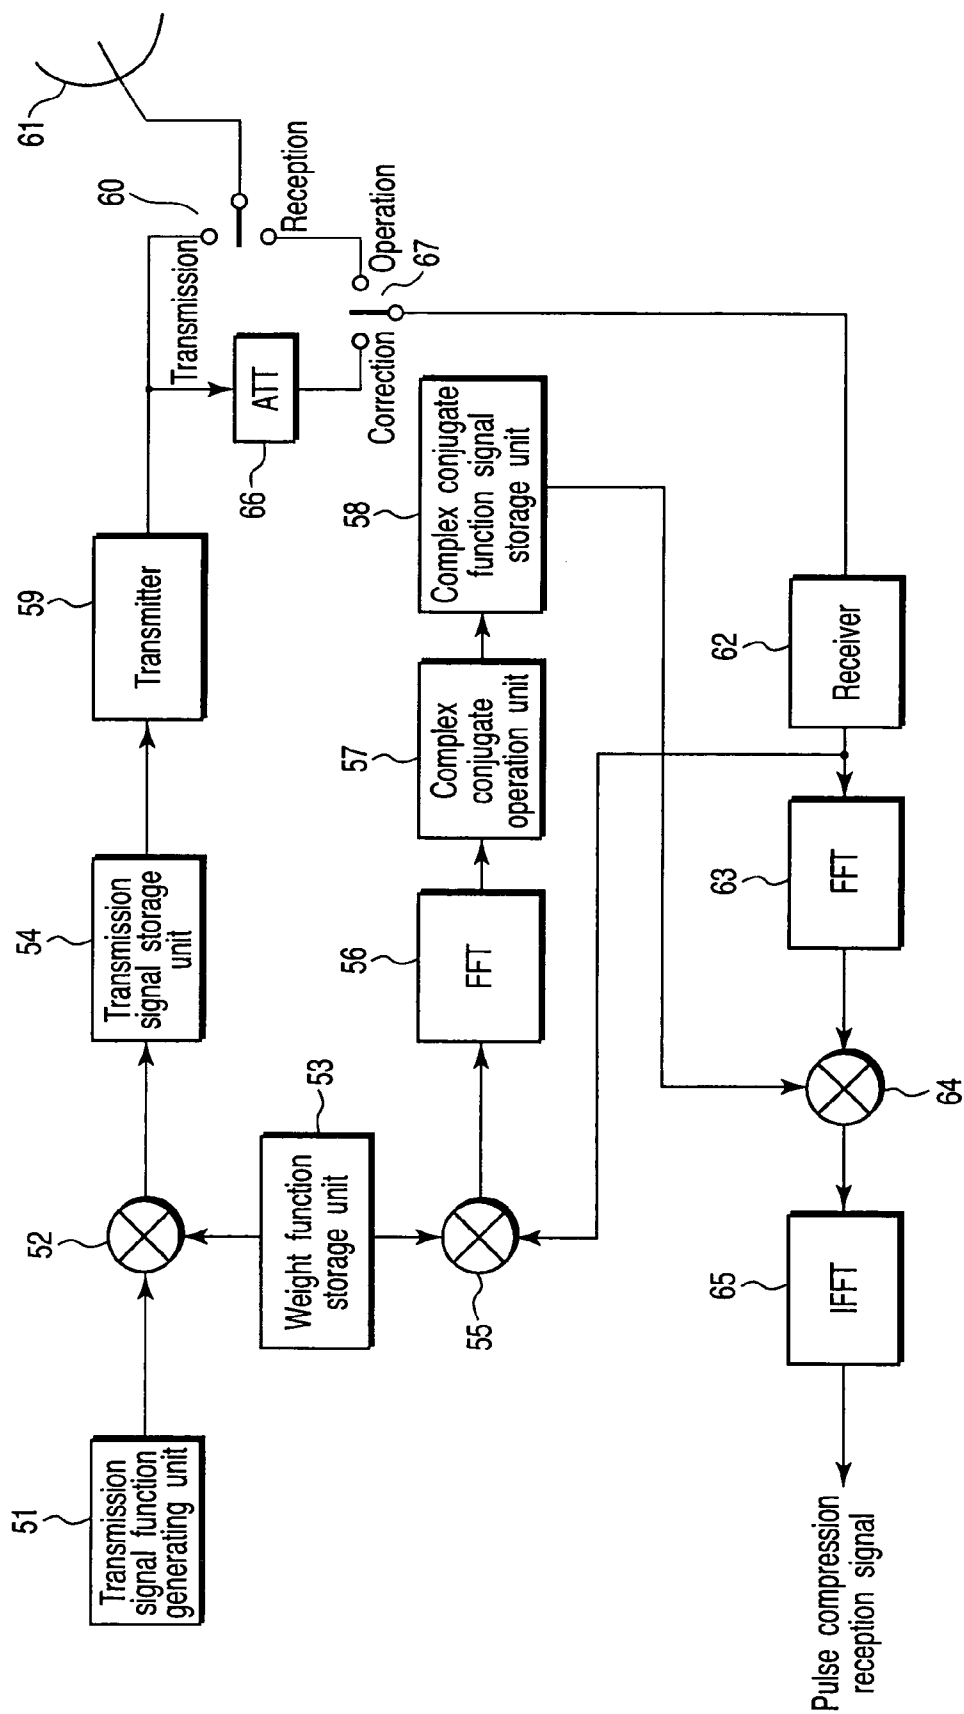 51
Transmission
signal function
generating unit
52
54
Transmission
signal storage
unit
59
Transmitter
Transmission
60
61
Reception
Operation
67
Correction
ATT
66
53
Weight function
storage unit
55
56
FFT
57
Complex
conjugate
operation unit
58
Complex conjugate
function signal
storage unit
62
Receiver
63
FFT
64
65
IFFT
Pulse compression
reception signal